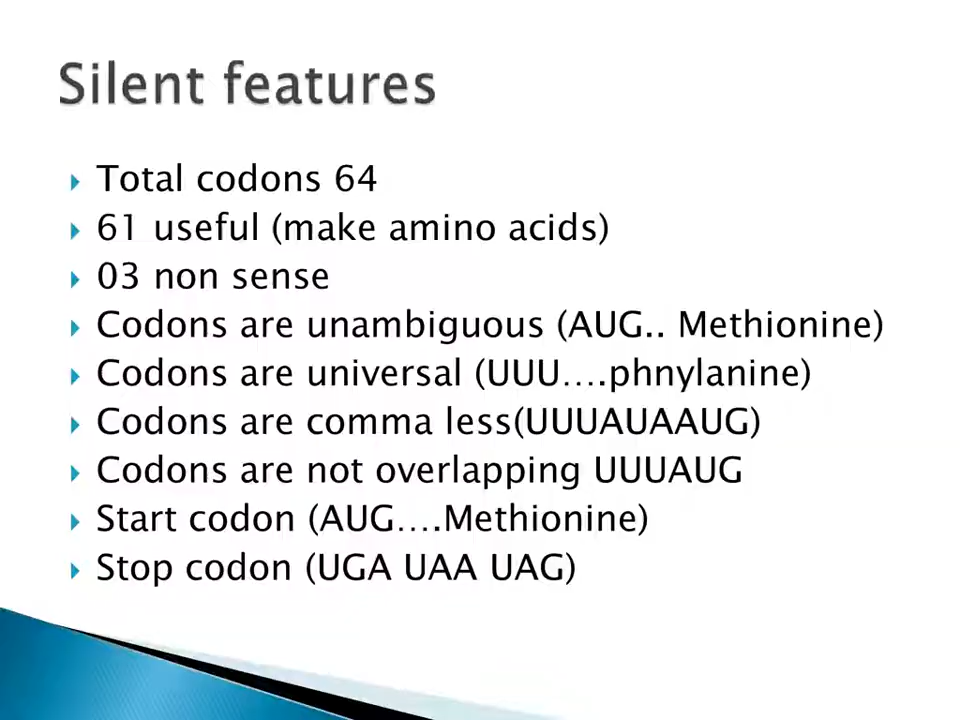 Silent features
Total codons 64
61 useful (make amino acids)
03 non sense
Codons are unambiguous (AUG.. Methionine)
Codons are universal (UUU….phnylanine)
Codons are comma less(UUUAUAAUG)
Codons are not overlapping UUUAUG
Start codon (AUG….Methionine)
Stop codon (UGA UAA UAG)